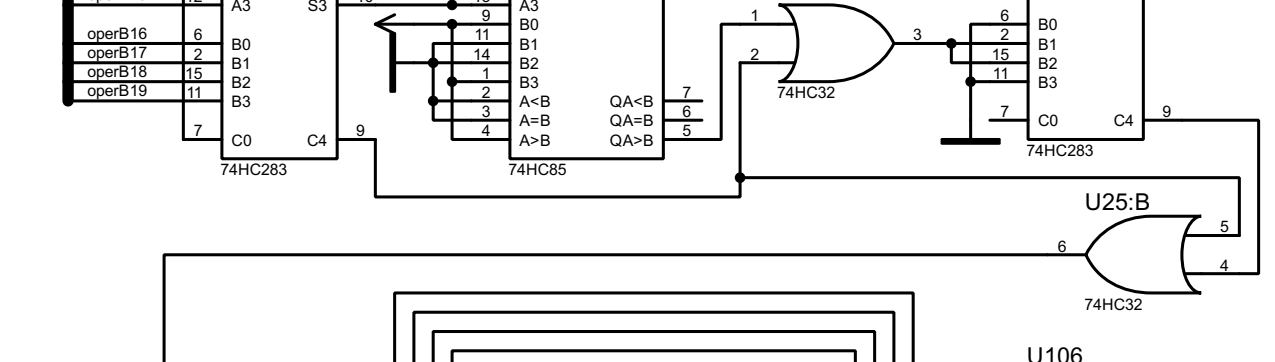 A3
S3
A3
operB16 6 B0
operB17 2 B1
operB18 15 B2
operB19 11 B3
7 C0
C4 9
74HC283
9 B0
11 B1
14 B2
1 B3
2 A<B QA<B 7
3 A=B QA=B 6
4 A>B QA>B 5
74HC85
1
2
3
74HC32
6 B0
2 B1
15 B2
11 B3
7 C0 C4 9
74HC283
U25:B
5
6
4
74HC32
U106